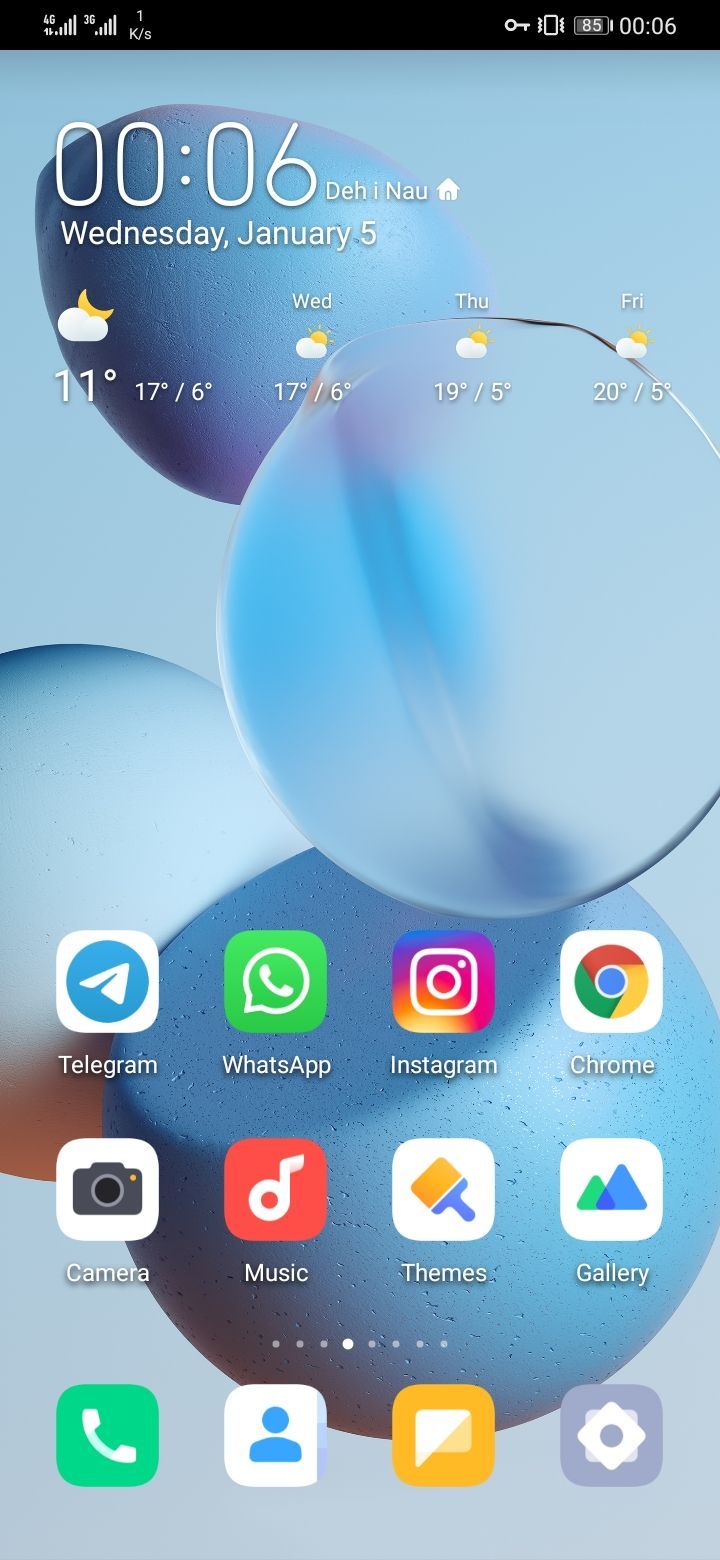 4G 3G 1 K/s 85 00:06
00:06 Deh i Nau
Wednesday, January 5
Wed Thu Fri
11° 17° / 6° 17° / 6° 19° / 5° 20° / 5°
Telegram WhatsApp Instagram Chrome
Camera Music Themes Gallery